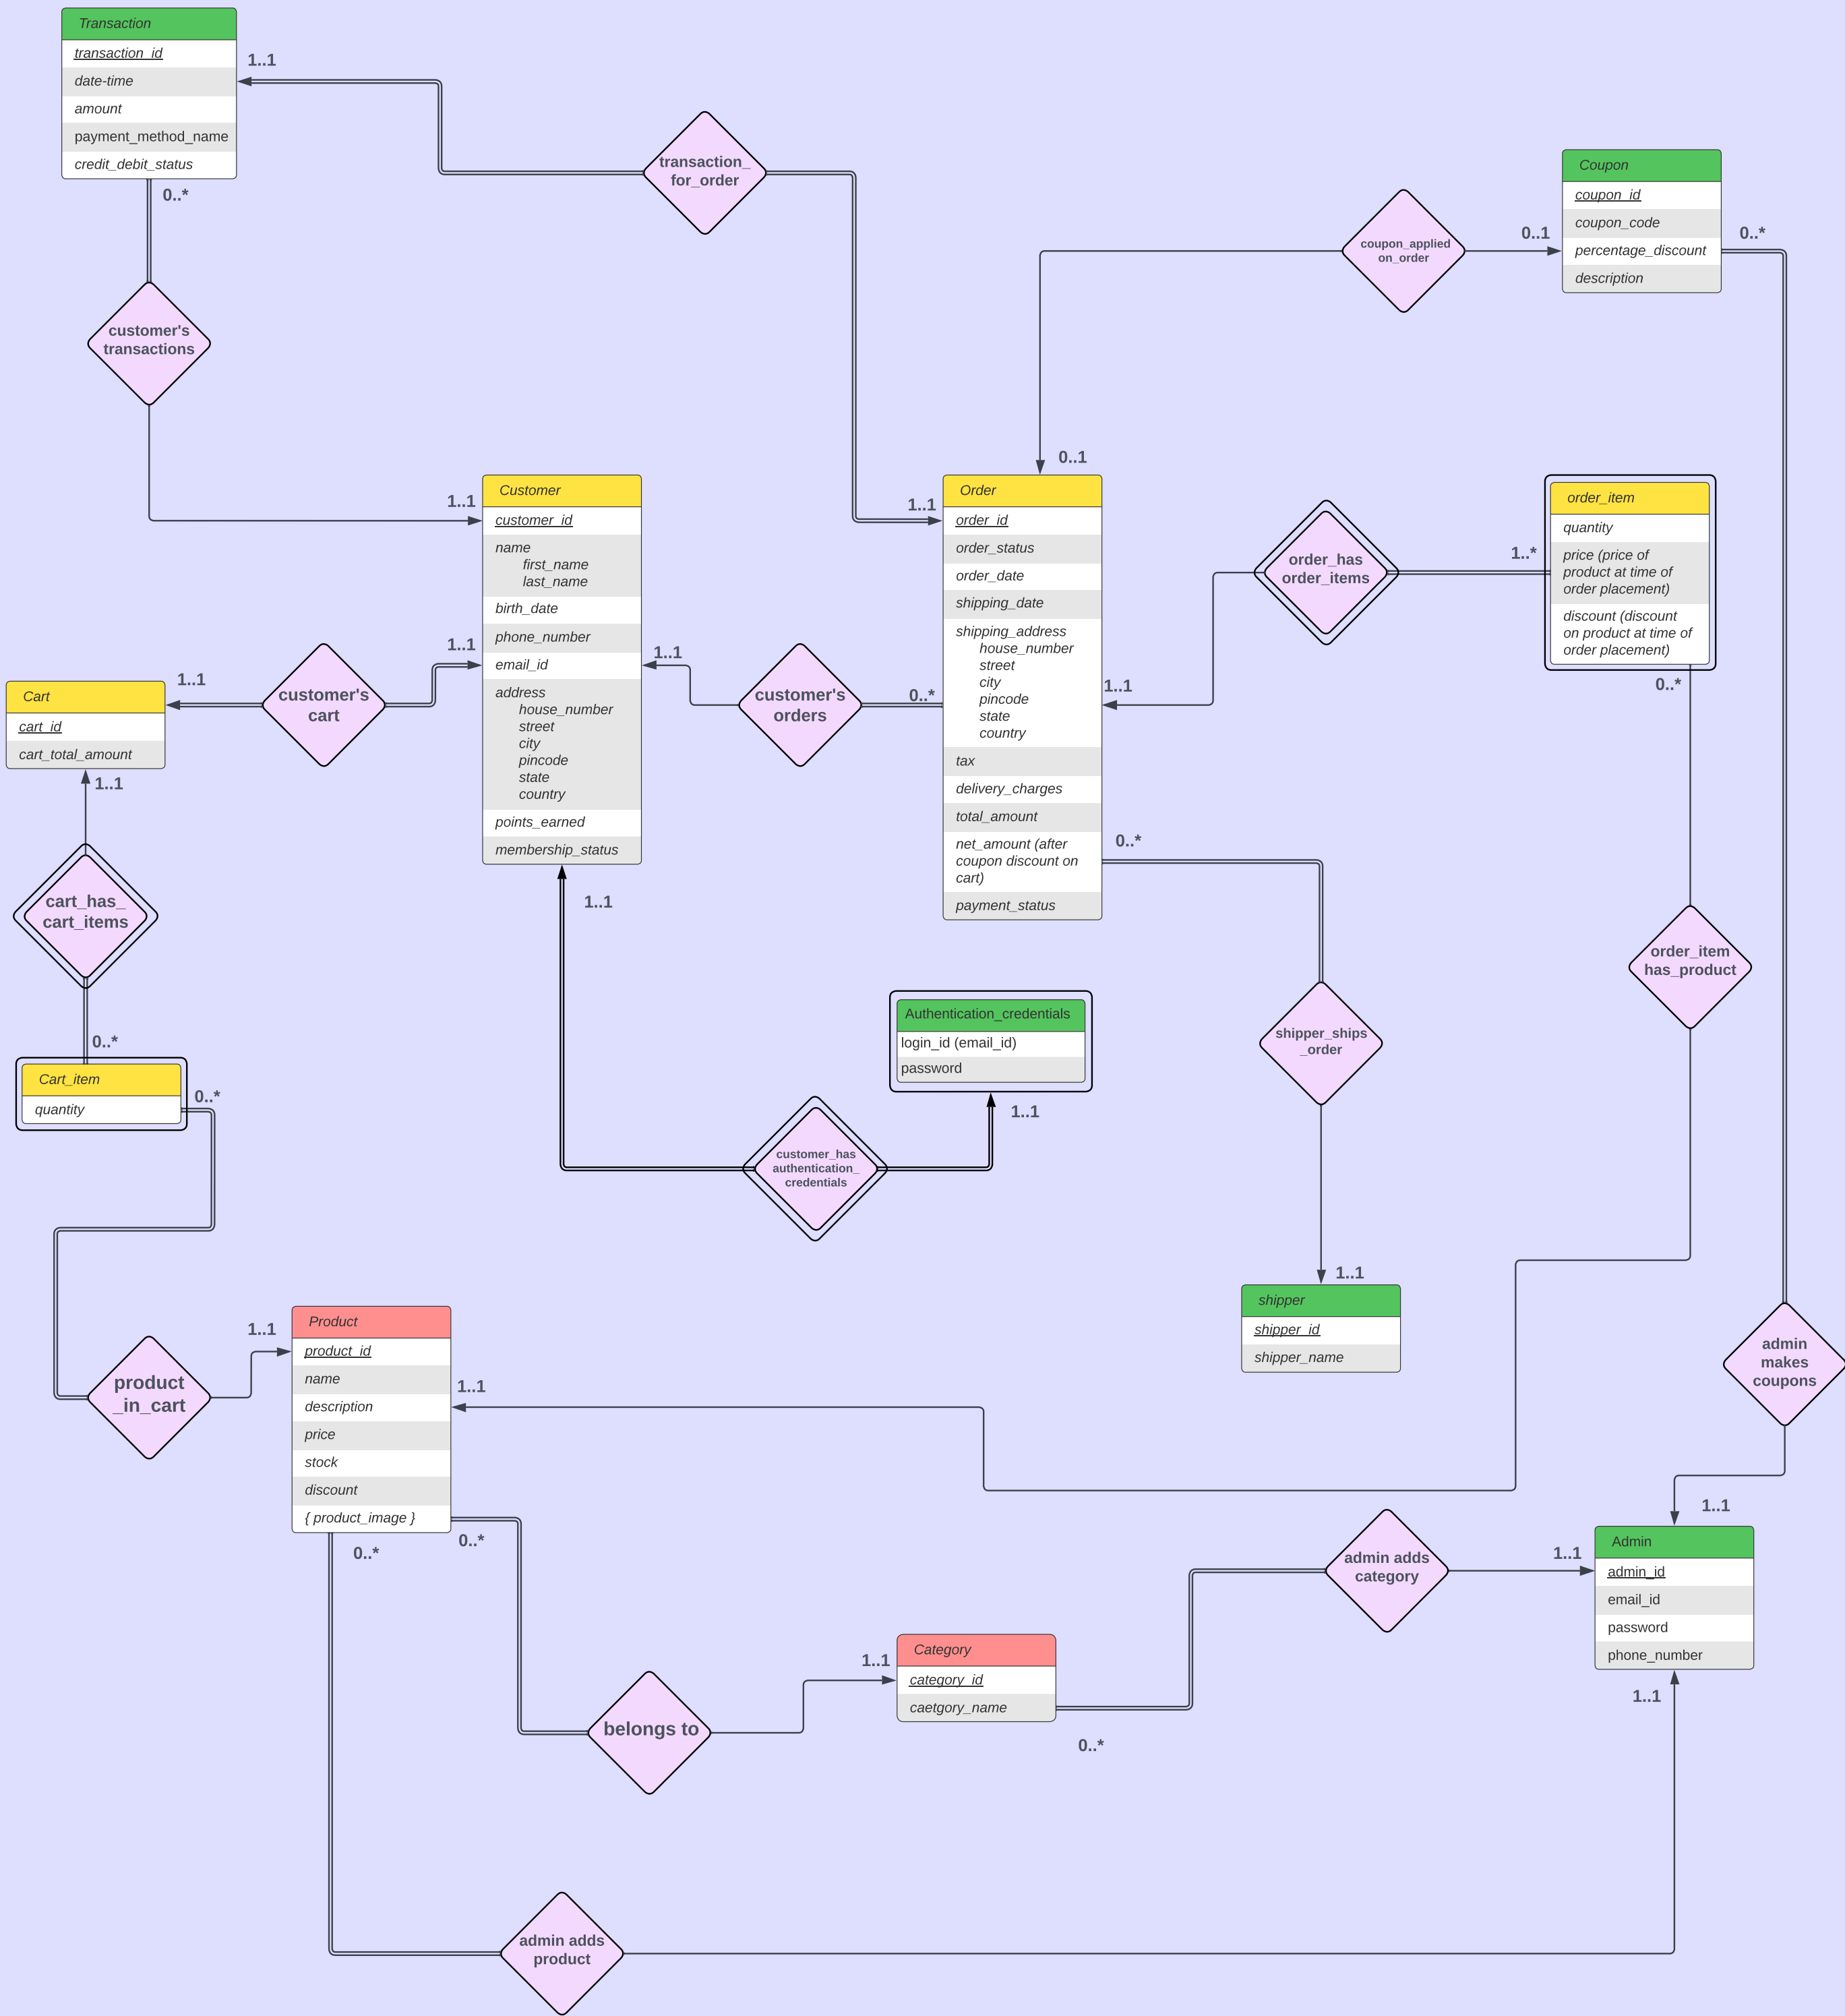 Transaction
transaction_id
date-time
amount
payment_method_name
credit_debit_status
1..1
0..*
transaction_
for_order
customer's
transactions
Coupon
coupon_id
coupon_code
percentage_discount
description
0..1
0..*
coupon_applied
on_order
0..1
1..1
Customer
customer_id
name
first_name
last_name
birth_date
phone_number
email_id
address
house_number
street
city
pincode
state
country
points_earned
membership_status
1..1
Order
order_id
order_status
order_date
shipping_date
shipping_address
house_number
street
city
pincode
state
country
tax
delivery_charges
total_amount
net_amount (after
coupon discount on
cart)
payment_status
order_has
order_items
1..*
order_item
quantity
price (price of
product at time of
order placement)
discount (discount
on product at time of
order placement)
0..*
1..1
1..1
customer's
cart
1..1
1..1
customer's
orders
0..*
1..1
Cart
cart_id
cart_total_amount
1..1
cart_has_
cart_items
0..*
Cart_item
quantity
0..*
1..1
0..*
Authentication_credentials
login_id (email_id)
password
1..1
customer_has
authentication_
credentials
shipper_ships
_order
order_item
has_product
1..1
shipper
shipper_id
shipper_name
admin
makes
coupons
product
_in_cart
1..1
Product
product_id
name
description
price
stock
discount
{ product_image }
1..1
0..*
0..*
belongs to
1..1
Category
category_id
caetgory_name
0..*
admin adds
category
1..1
1..1
Admin
admin_id
email_id
password
phone_number
1..1
admin adds
product